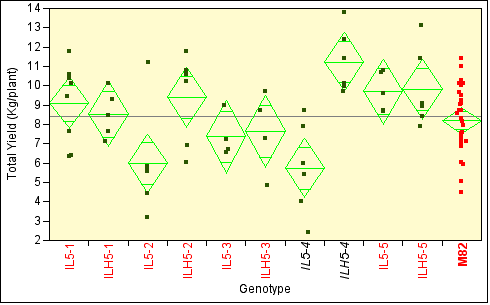 14
13
12
11
10
9
8
7
6
5
4
3
2
Total Yield (Kg/plant)
IL5-1
ILH5-1
IL5-2
ILH5-2
IL5-3
ILH5-3
IL5-4
ILH5-4
IL5-5
ILH5-5
M82
Genotype